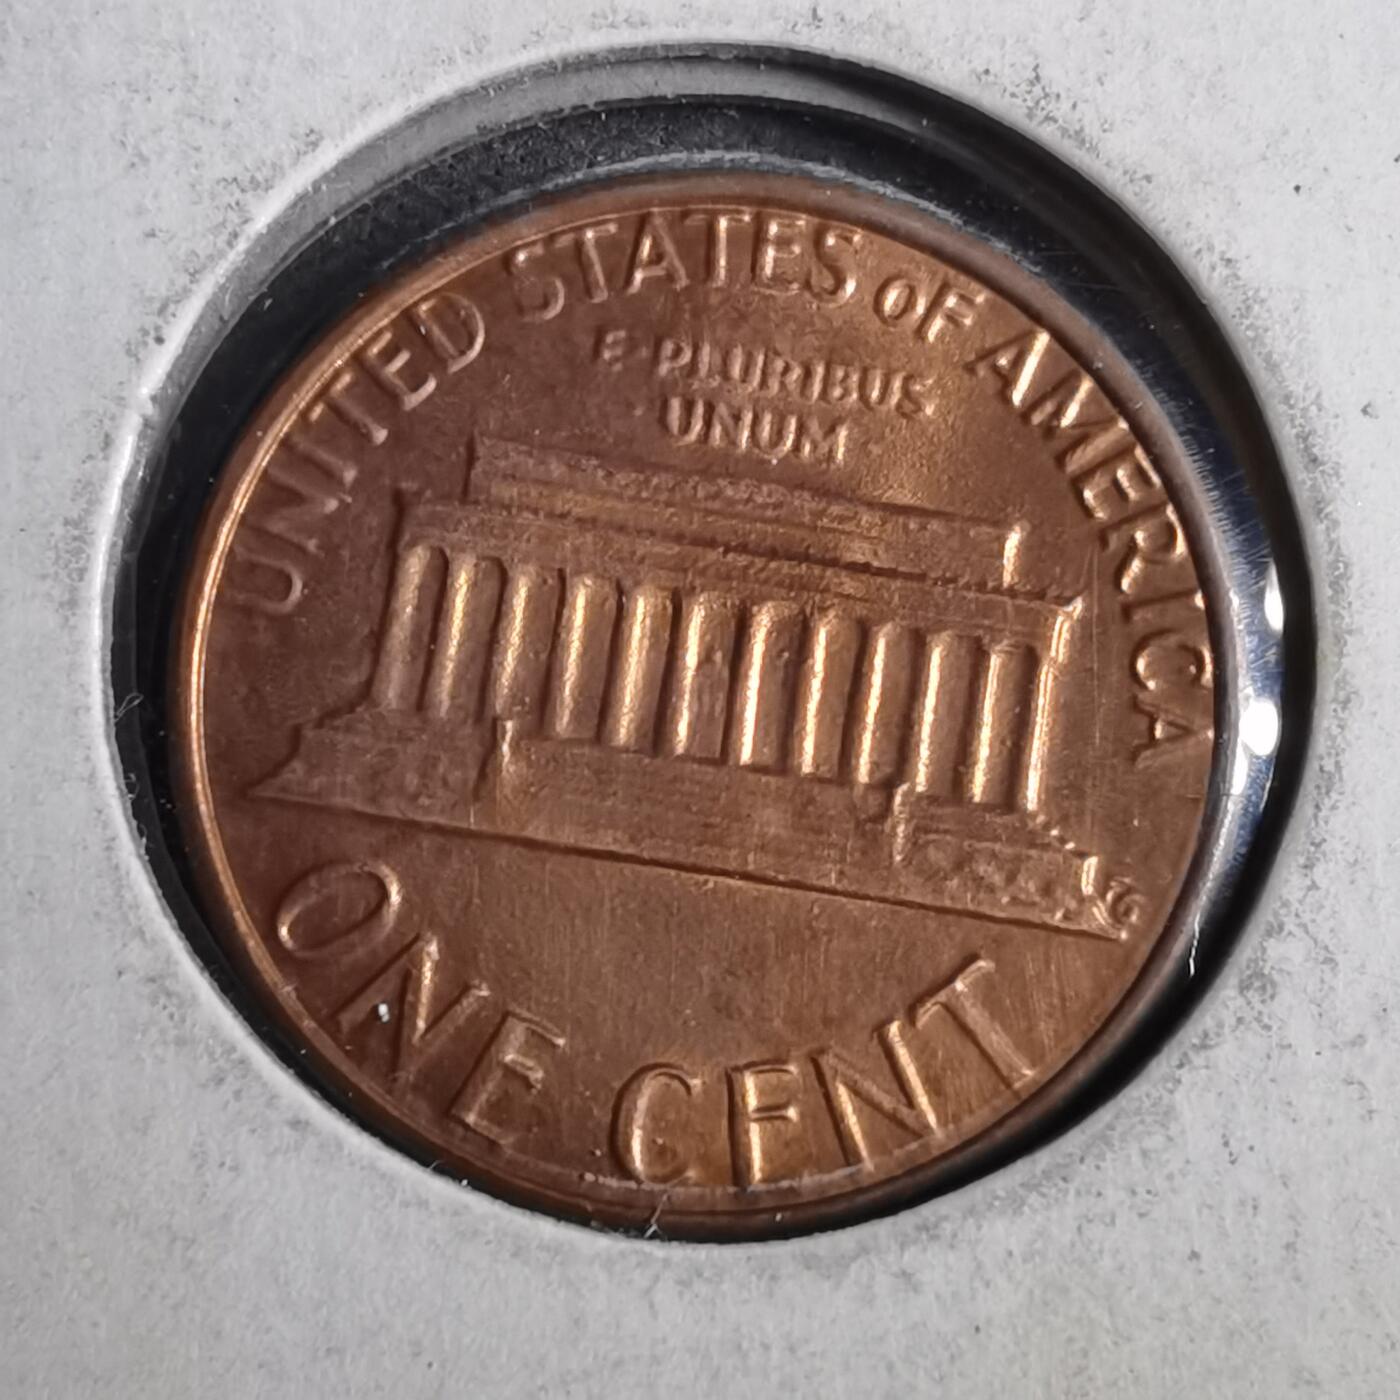 UNITED STATES OF AMERICA
E PLURIBUS
UNUM
ONE CENT